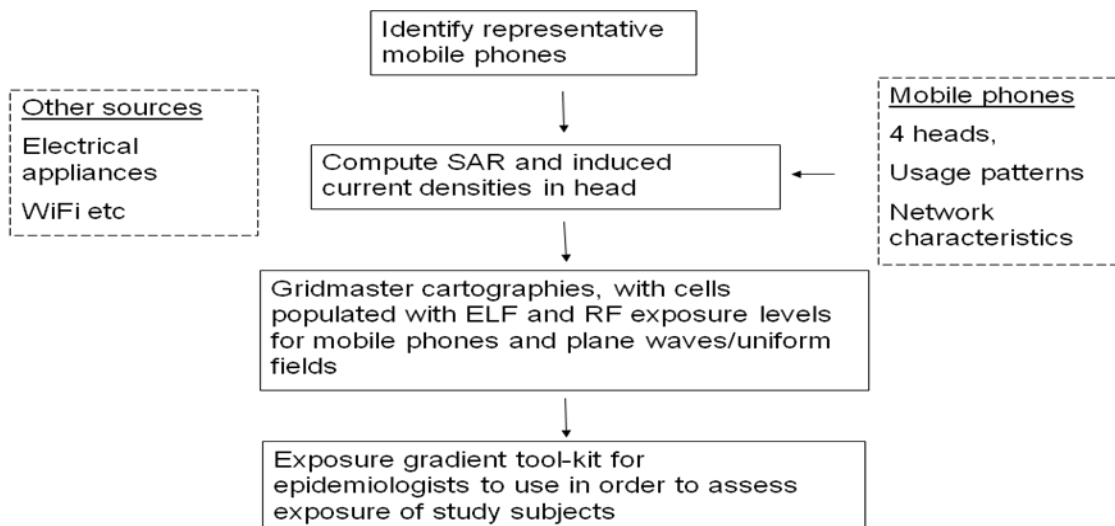 Identify representative
mobile phones
Other sources
Electrical
appliances
WiFi etc
Mobile phones
4 heads,
Usage patterns
Network
characteristics
Compute SAR and induced
current densities in head
Gridmaster cartographies, with cells
populated with ELF and RF exposure levels
for mobile phones and plane waves/uniform
fields
Exposure gradient tool-kit for
epidemiologists to use in order to assess
exposure of study subjects